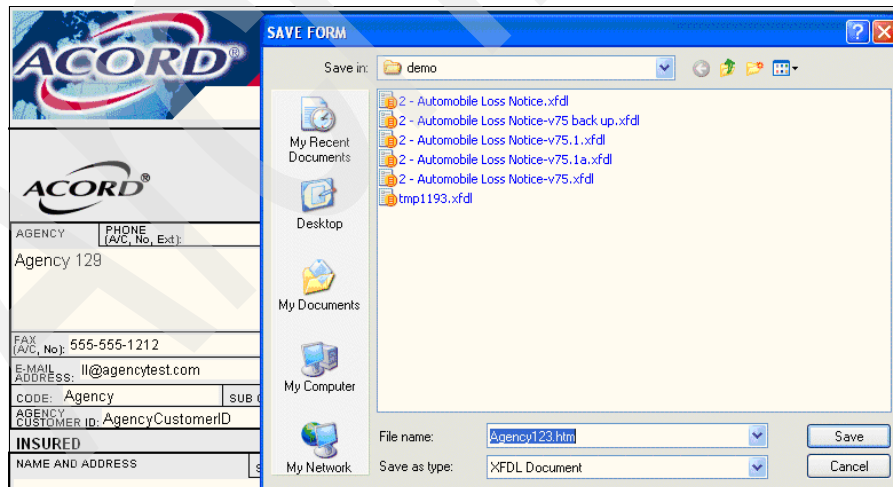 ACORD®
ACORD®
AGENCY
PHONE
(A/C, No, Ext):
Agency 129
FAX
(A/C, No): 555-555-1212
E-MAIL
ADDRESS: ll@agencytest.com
CODE: Agency
SUB
AGENCY
CUSTOMER ID: AgencyCustomerID
INSURED
NAME AND ADDRESS
SAVE FORM
Save in: demo
My Recent
Documents
Desktop
My Documents
My Computer
My Network
2 - Automobile Loss Notice.xfdl
2 - Automobile Loss Notice-v75 back up.xfdl
2 - Automobile Loss Notice-v75.1.xfdl
2 - Automobile Loss Notice-v75.1a.xfdl
2 - Automobile Loss Notice-v75.xfdl
tmp1193.xfdl
File name: Agency123.htm
Save
Save as type: XFDL Document
Cancel